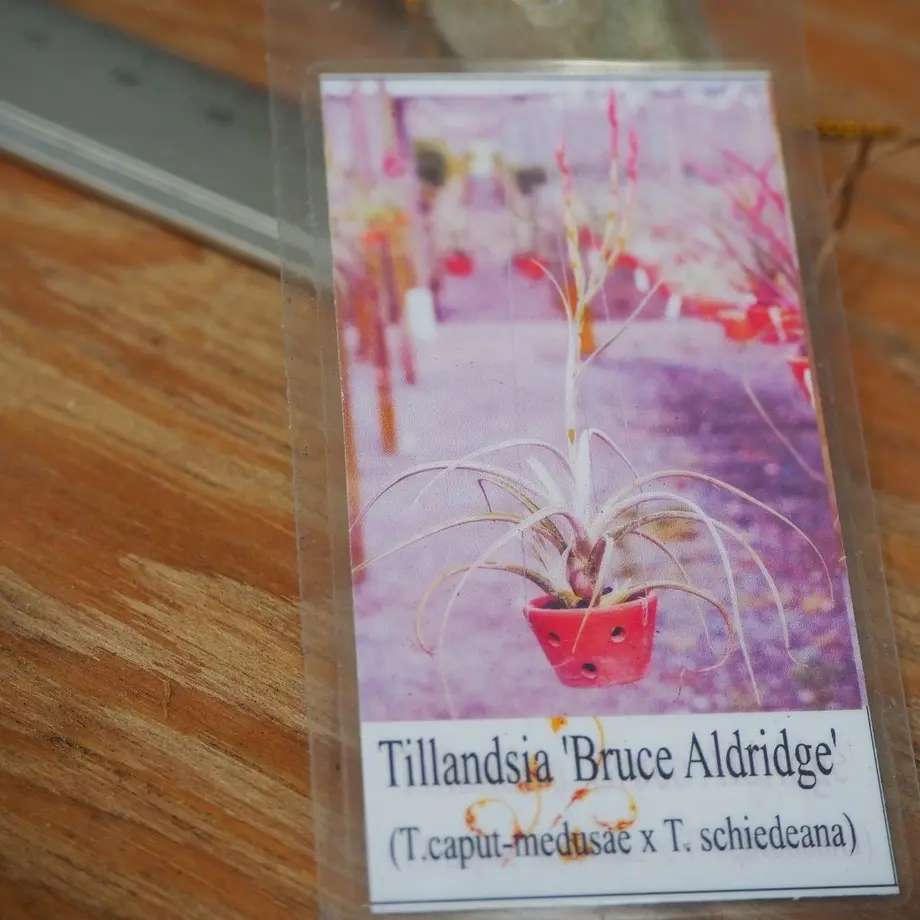 Tillandsia 'Bruce Aldridge'
(T.caput-medusae x T. schiedeana)